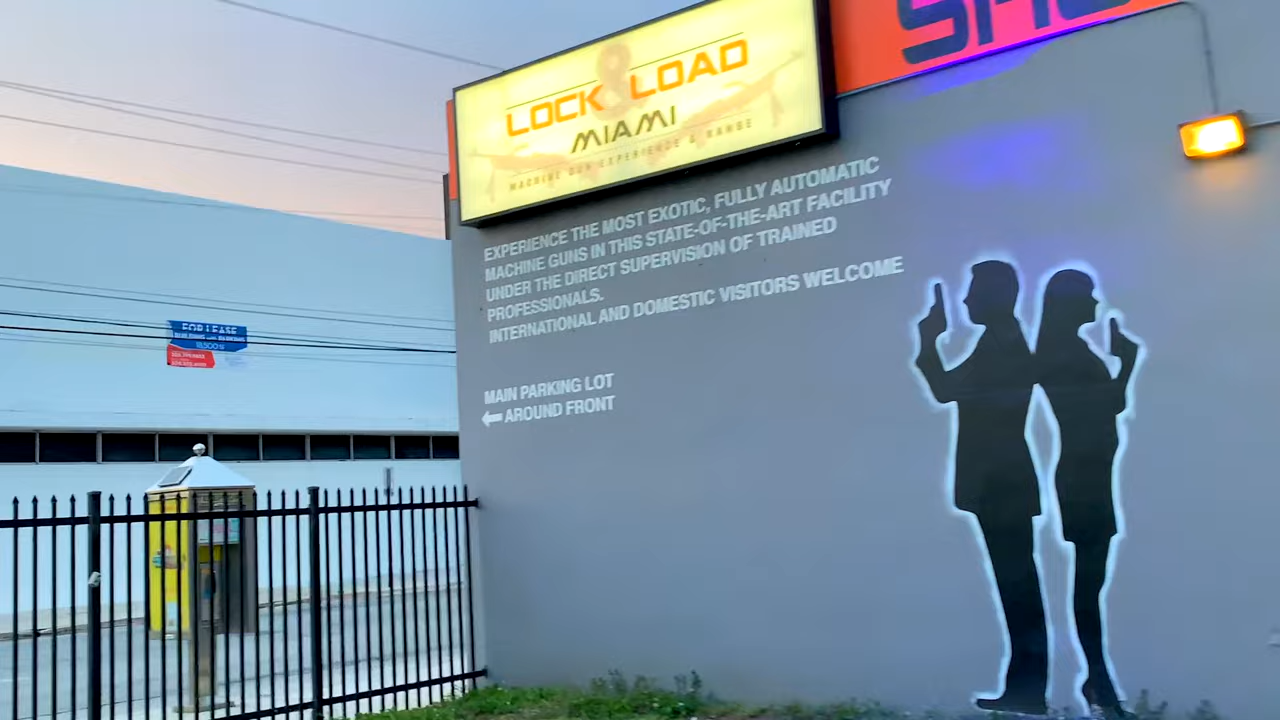 LOCK & LOAD
MIAMI
MACHINE GUN EXPERIENCE & RANGE
EXPERIENCE THE MOST EXOTIC, FULLY AUTOMATIC
MACHINE GUNS IN THIS STATE-OF-THE-ART FACILITY
UNDER THE DIRECT SUPERVISION OF TRAINED
PROFESSIONALS.
INTERNATIONAL AND DOMESTIC VISITORS WELCOME
MAIN PARKING LOT
AROUND FRONT
FOR LEASE